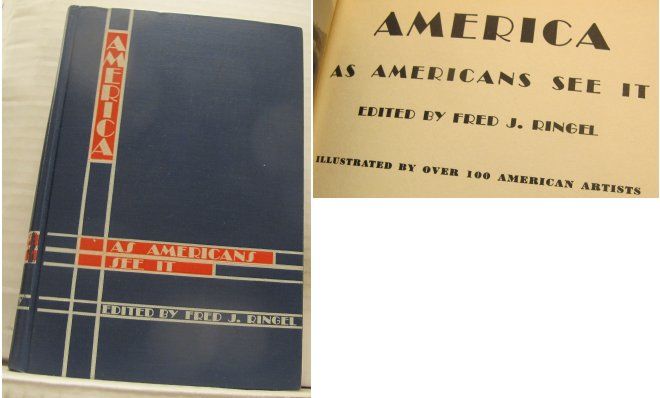 AMERICA
AS AMERICANS
SEE IT
EDITED BY FRED J. RINGEL
AMERICA
AS AMERICANS SEE IT
EDITED BY FRED J. RINGEL
ILLUSTRATED BY OVER 100 AMERICAN ARTISTS